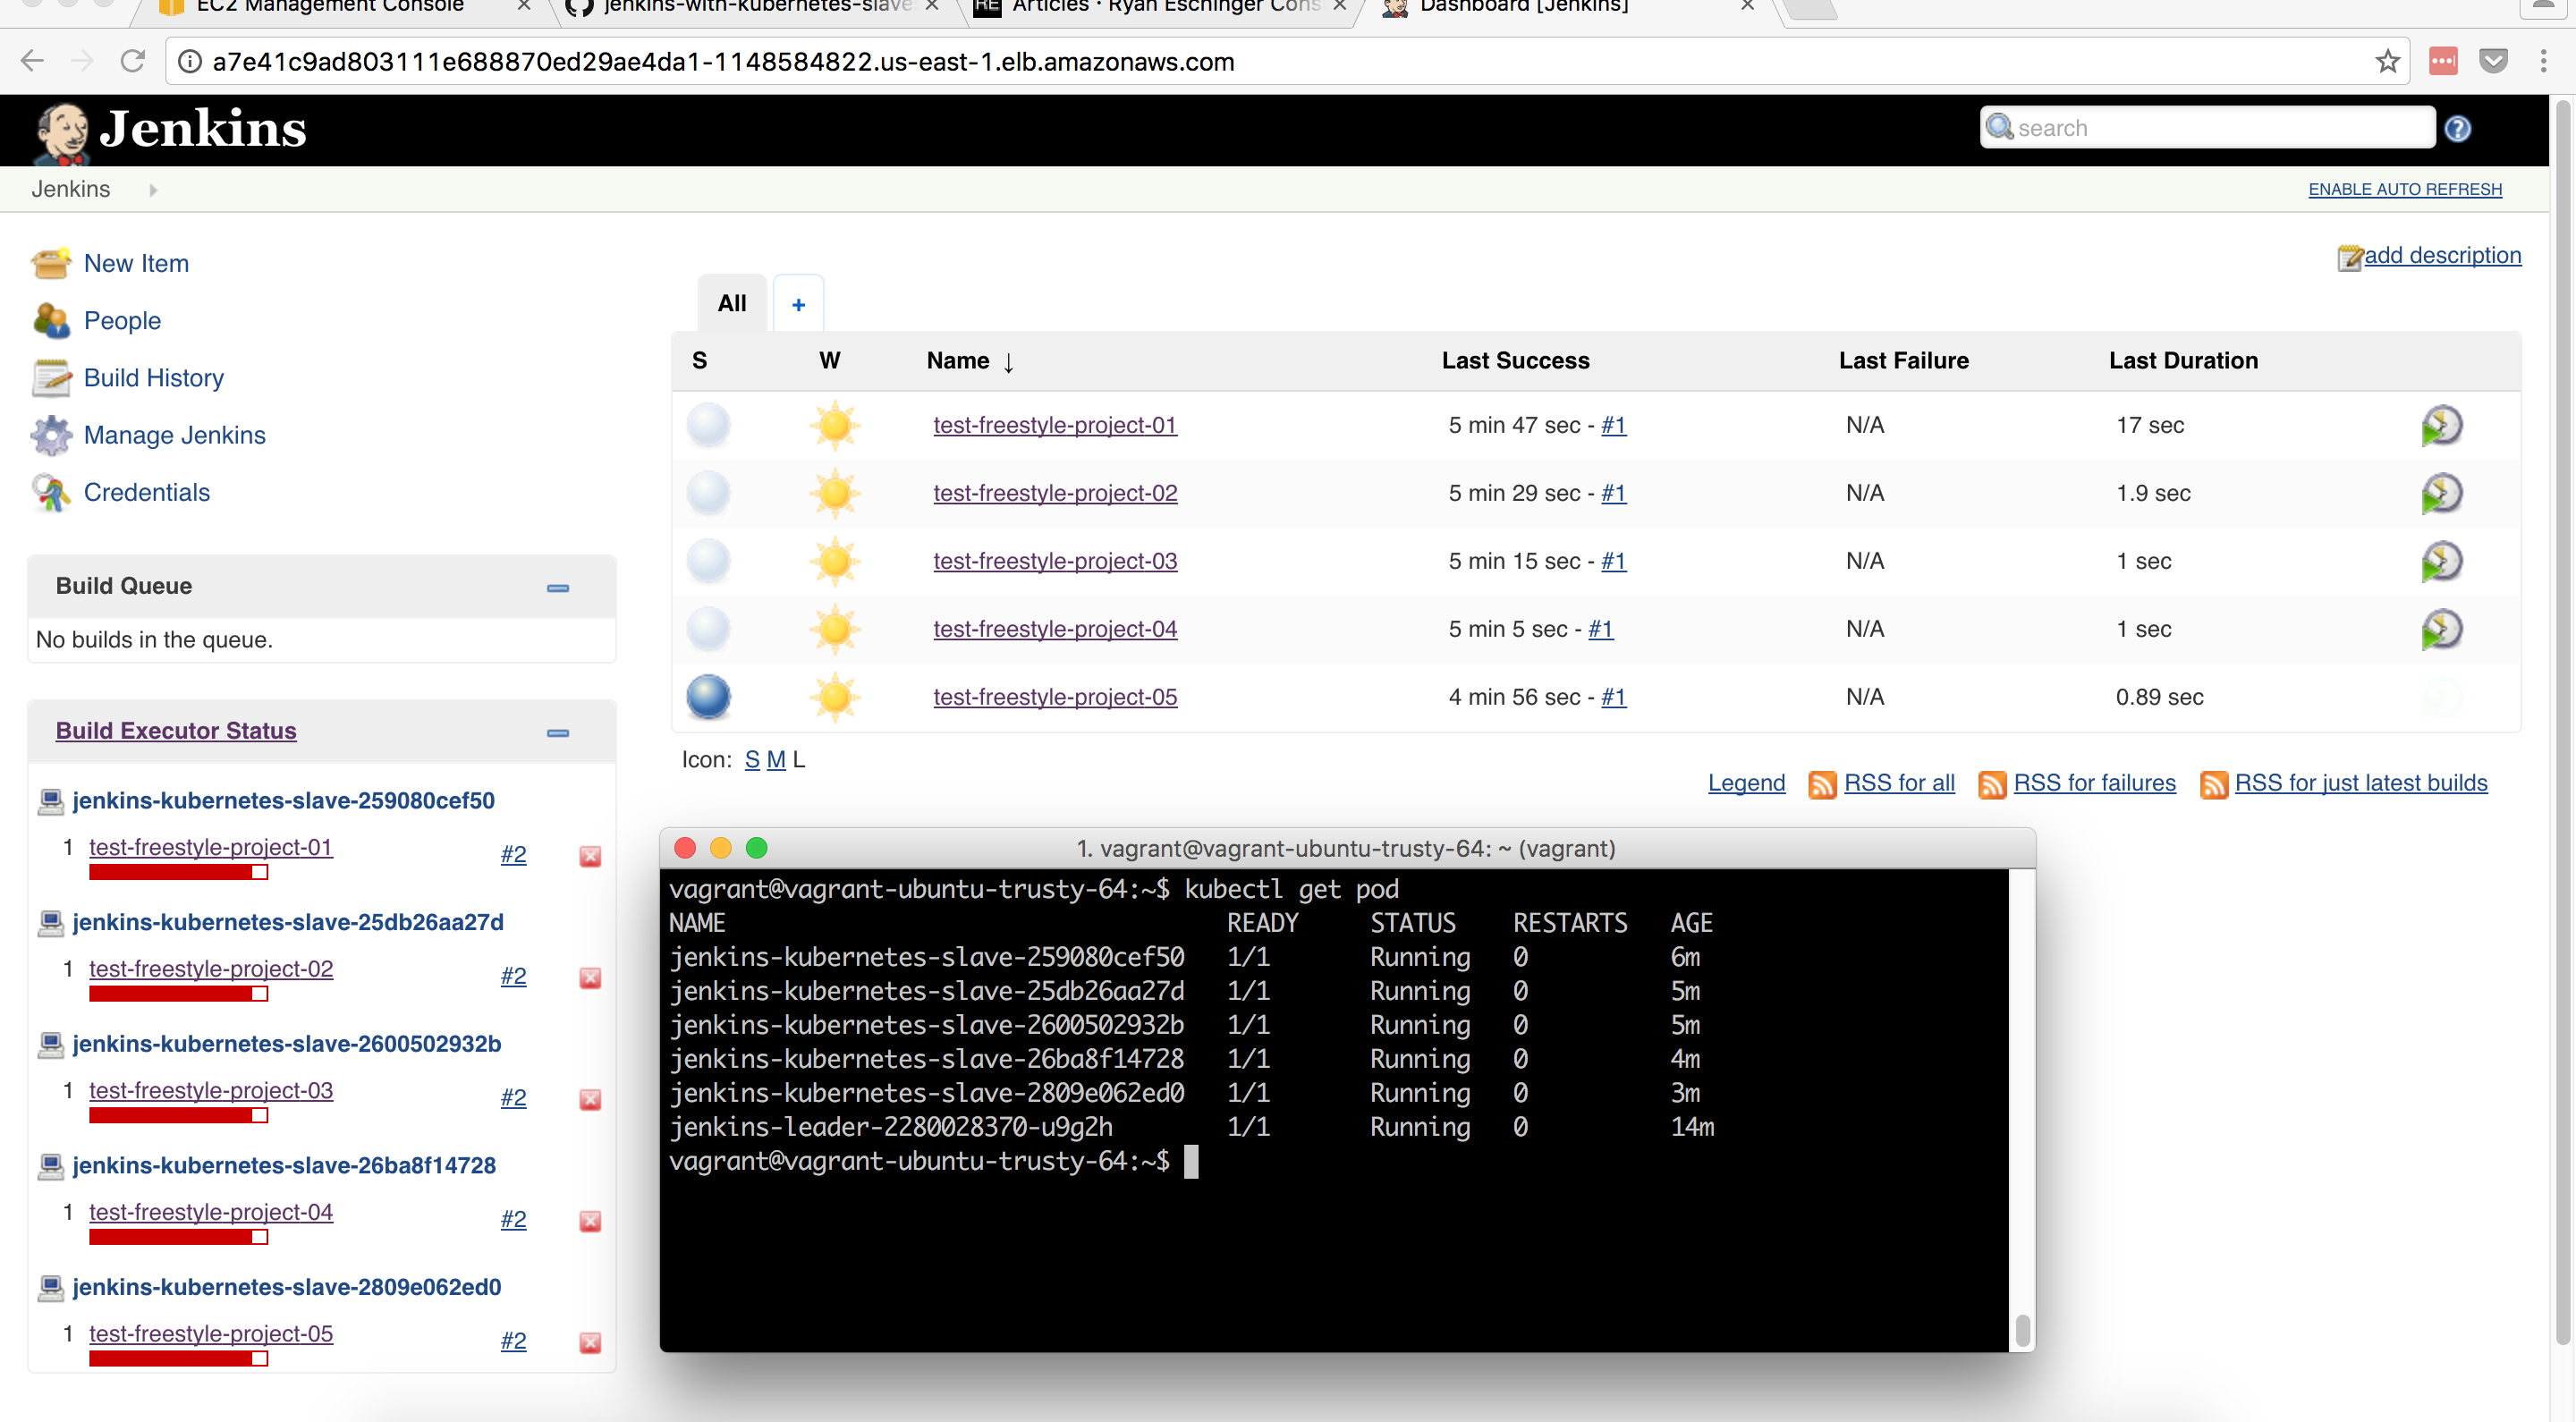 EC2 Management Console
jenkins-with-kubernetes-slave
RE Articles · Ryan Eschinger Cons
Dashboard [Jenkins]
a7e41c9ad803111e688870ed29ae4da1-1148584822.us-east-1.elb.amazonaws.com
Jenkins
search
Jenkins
ENABLE AUTO REFRESH
New Item
People
Build History
Manage Jenkins
Credentials
Build Queue
No builds in the queue.
Build Executor Status
jenkins-kubernetes-slave-259080cef50
1 test-freestyle-project-01 #2
jenkins-kubernetes-slave-25db26aa27d
1 test-freestyle-project-02 #2
jenkins-kubernetes-slave-2600502932b
1 test-freestyle-project-03 #2
jenkins-kubernetes-slave-26ba8f14728
1 test-freestyle-project-04 #2
jenkins-kubernetes-slave-2809e062ed0
1 test-freestyle-project-05 #2
add description
All +
S W Name ↓ Last Success Last Failure Last Duration
test-freestyle-project-01 5 min 47 sec - #1 N/A 17 sec
test-freestyle-project-02 5 min 29 sec - #1 N/A 1.9 sec
test-freestyle-project-03 5 min 15 sec - #1 N/A 1 sec
test-freestyle-project-04 5 min 5 sec - #1 N/A 1 sec
test-freestyle-project-05 4 min 56 sec - #1 N/A 0.89 sec
Icon: S M L
Legend RSS for all RSS for failures RSS for just latest builds
1. vagrant@vagrant-ubuntu-trusty-64: ~ (vagrant)
vagrant@vagrant-ubuntu-trusty-64:~$ kubectl get pod
NAME READY STATUS RESTARTS AGE
jenkins-kubernetes-slave-259080cef50 1/1 Running 0 6m
jenkins-kubernetes-slave-25db26aa27d 1/1 Running 0 5m
jenkins-kubernetes-slave-2600502932b 1/1 Running 0 5m
jenkins-kubernetes-slave-26ba8f14728 1/1 Running 0 4m
jenkins-kubernetes-slave-2809e062ed0 1/1 Running 0 3m
jenkins-leader-2280028370-u9g2h 1/1 Running 0 14m
vagrant@vagrant-ubuntu-trusty-64:~$